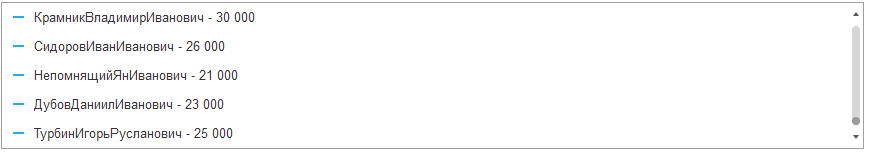 КрамникВладимирИванович - 30 000
СидоровИванИванович - 26 000
НепомнящийЯнИванович - 21 000
ДубовДаниилИванович - 23 000
ТурбинИгорьРусланович - 25 000